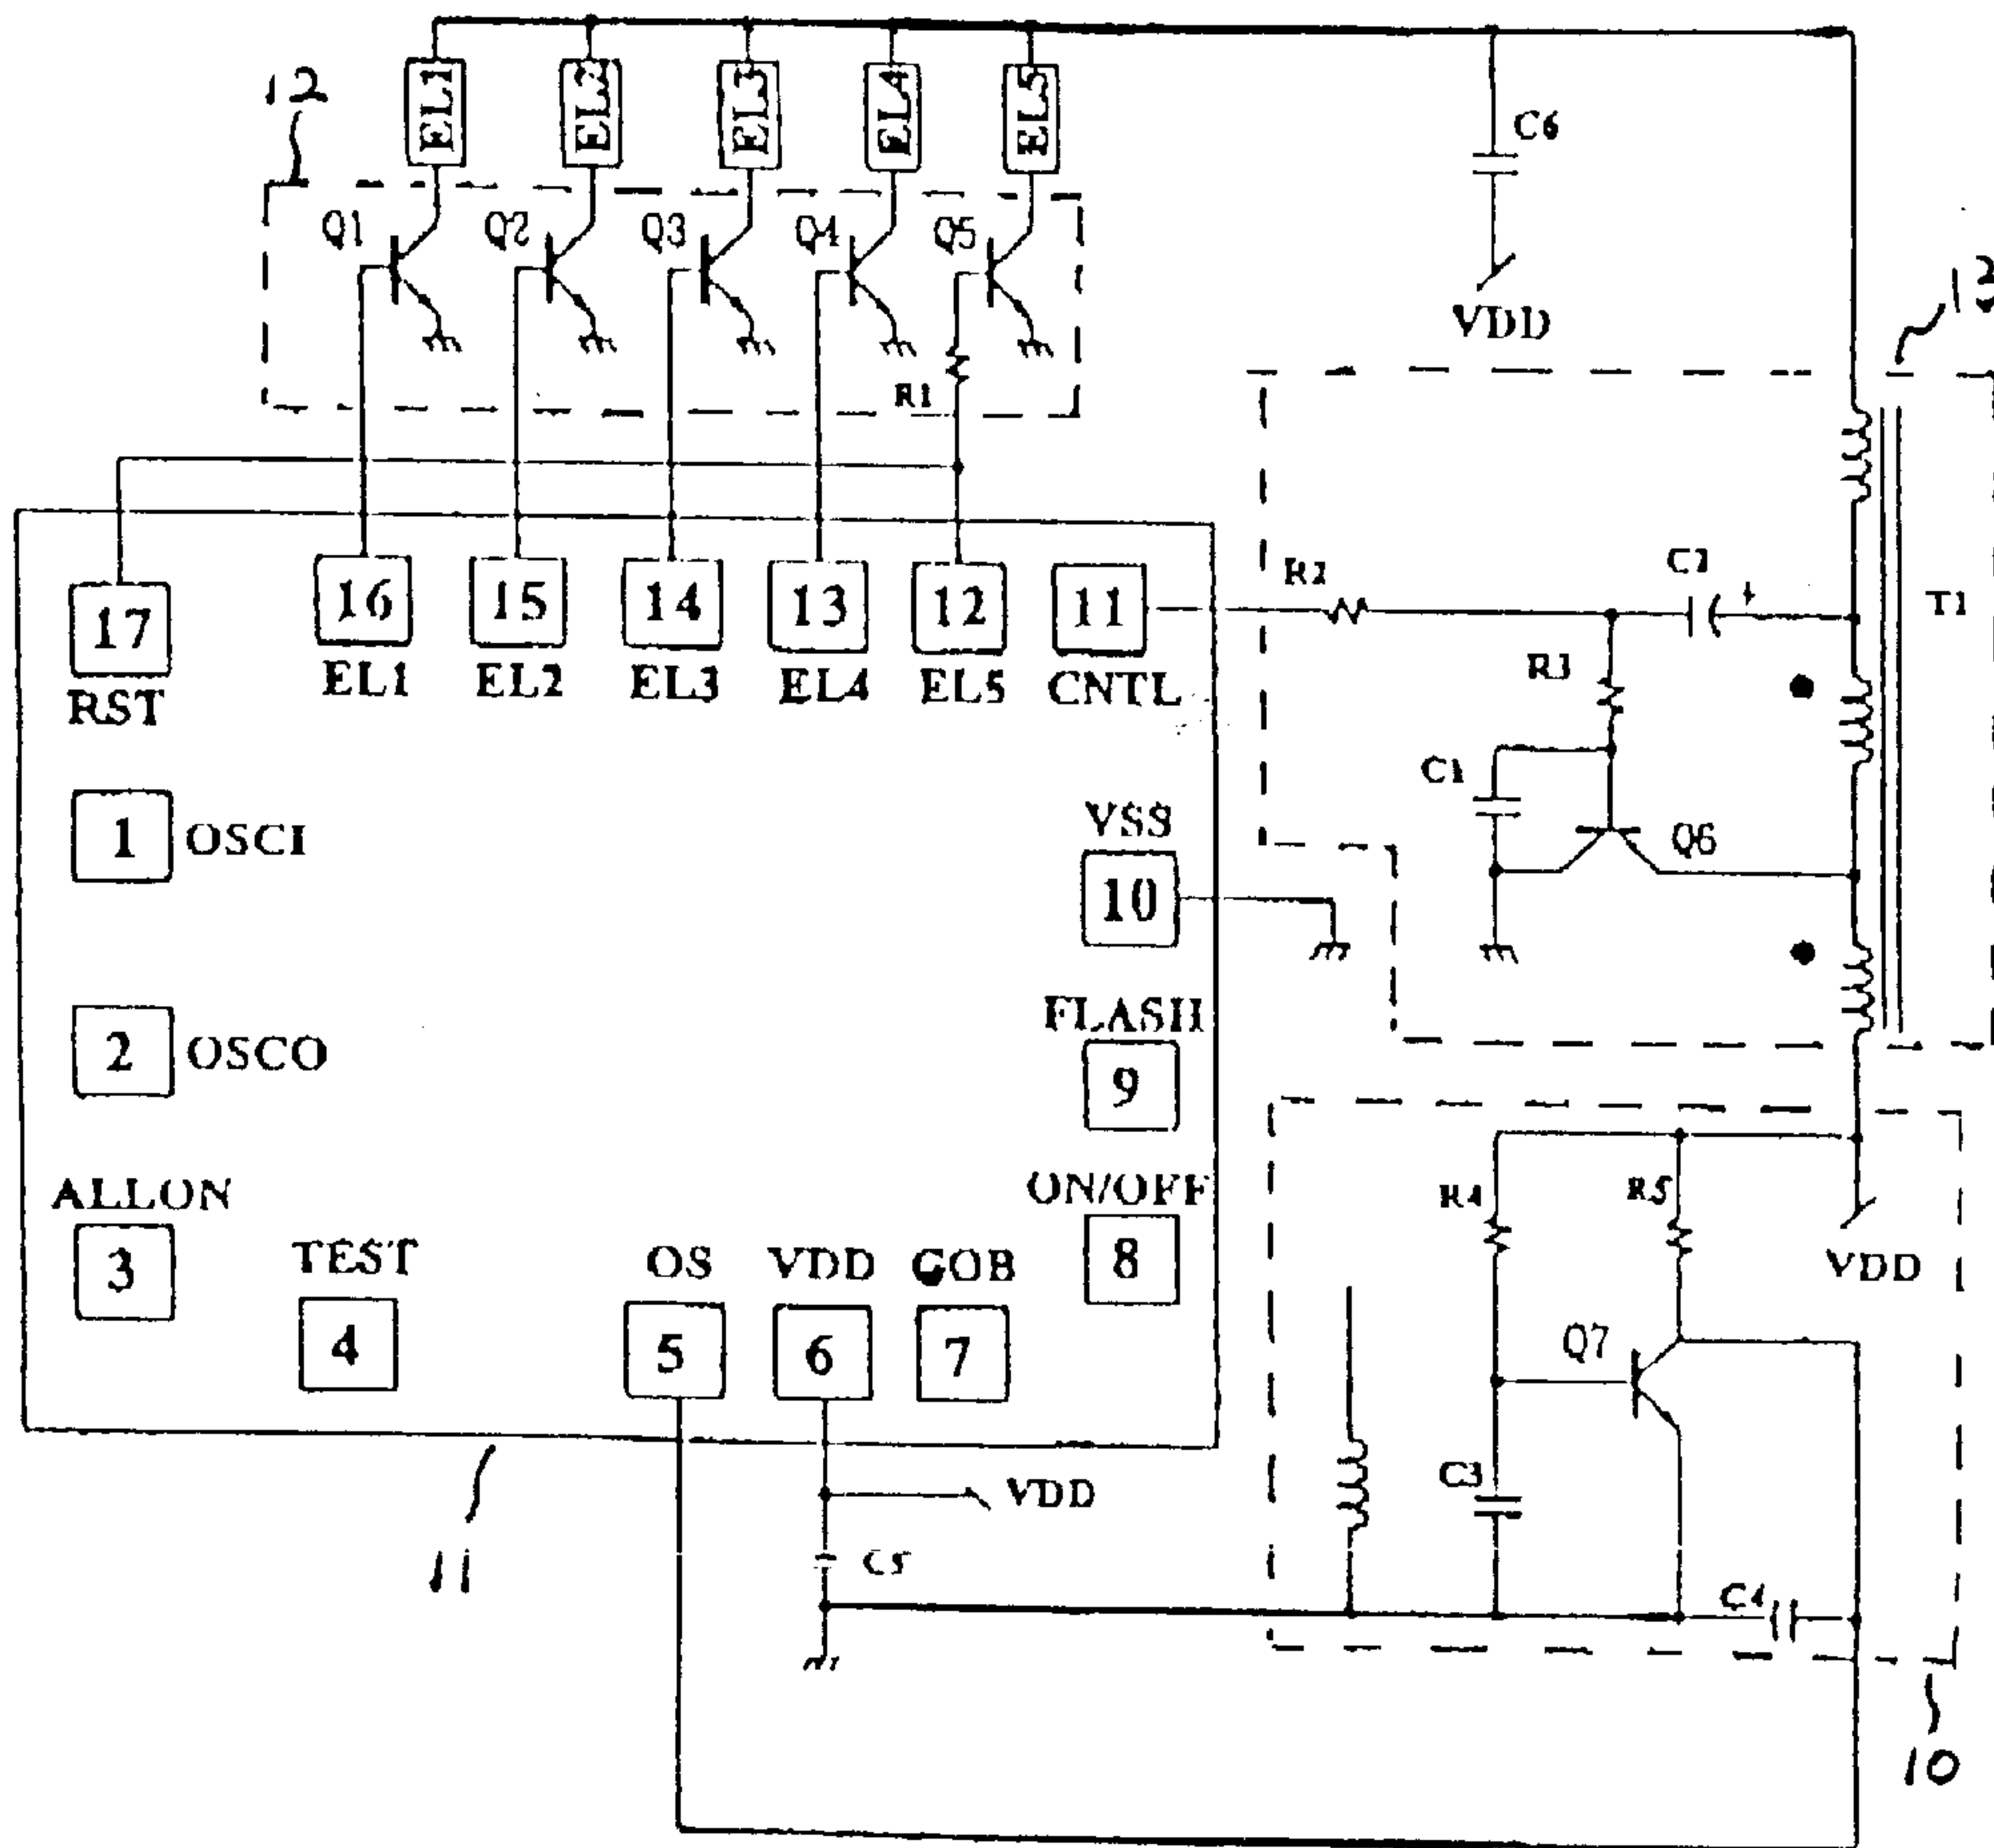 12
EL1
EL2
EL3
EL4
EL5
C6
Q1
Q2
Q3
Q4
Q5
VDD
13
R1
16
15
14
13
12
11
17
EL1
EL2
EL3
EL4
EL5
CNTL
RST
R2
C2
T1
R3
C1
Q6
1
OSCI
VSS
10
2
OSCO
FLASH
9
ALLON
3
TEST
4
OS
5
VDD
6
7
ON/OFF
8
R4
R5
VDD
Q7
C3
VDD
C5
C4
11
10